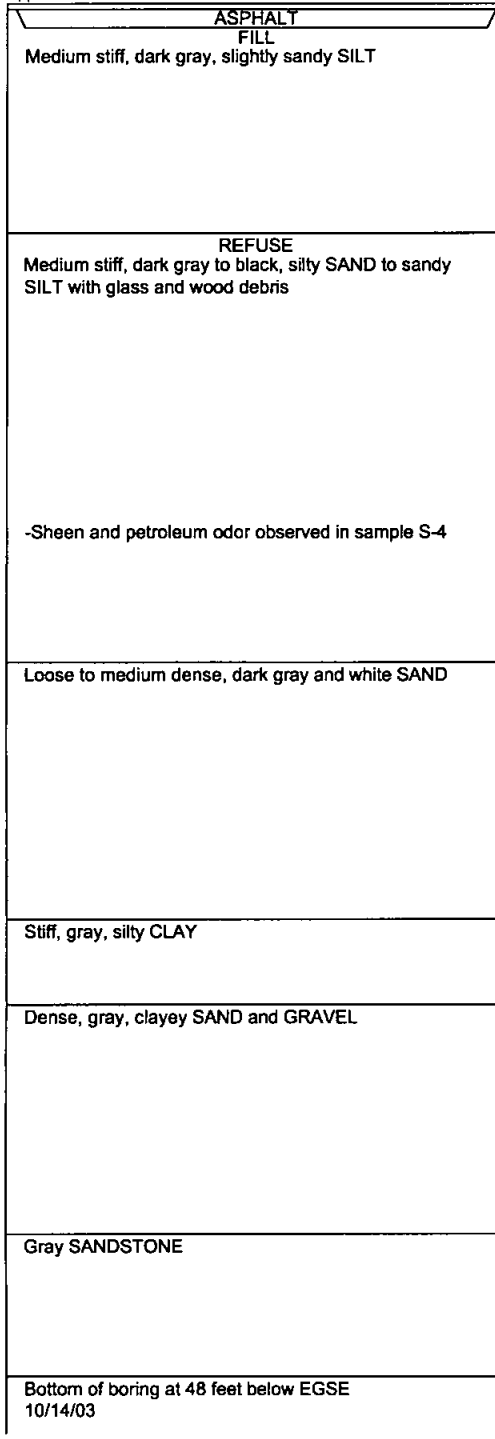 ASPHALT
FILL
Medium stiff, dark gray, slightly sandy SILT
REFUSE
Medium stiff, dark gray to black, silty SAND to sandy
SILT with glass and wood debris
-Sheen and petroleum odor observed in sample S-4
Loose to medium dense, dark gray and white SAND
Stiff, gray, silty CLAY
Dense, gray, clayey SAND and GRAVEL
Gray SANDSTONE
Bottom of boring at 48 feet below EGSE
10/14/03